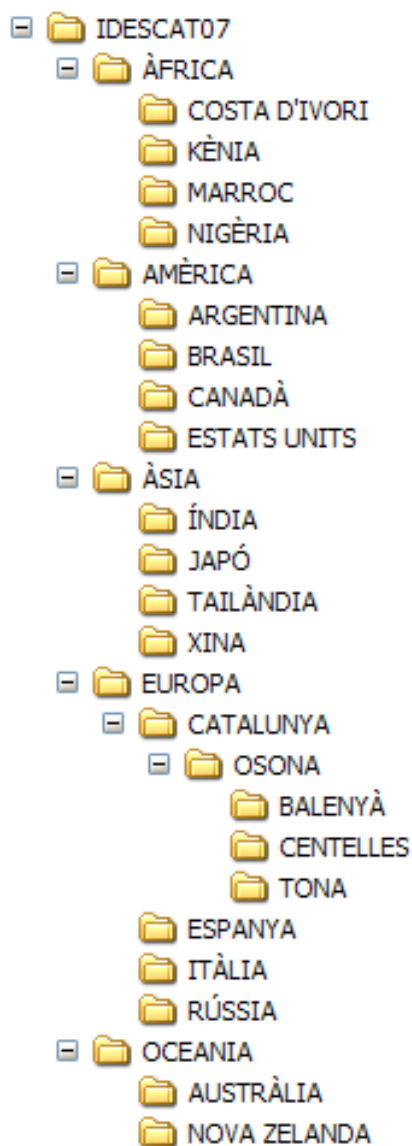 IDESCAT07
ÀFRICA
COSTA D'IVORI
KÈNIA
MARROC
NIGÈRIA
AMÈRICA
ARGENTINA
BRASIL
CANADÀ
ESTATS UNITS
ÀSIA
ÍNDIA
JAPÓ
TAILÀNDIA
XINA
EUROPA
CATALUNYA
OSONA
BALENYÀ
CENTELLES
TONA
ESPANYA
ITÀLIA
RÚSSIA
OCEANIA
AUSTRÀLIA
NOVA ZELANDA